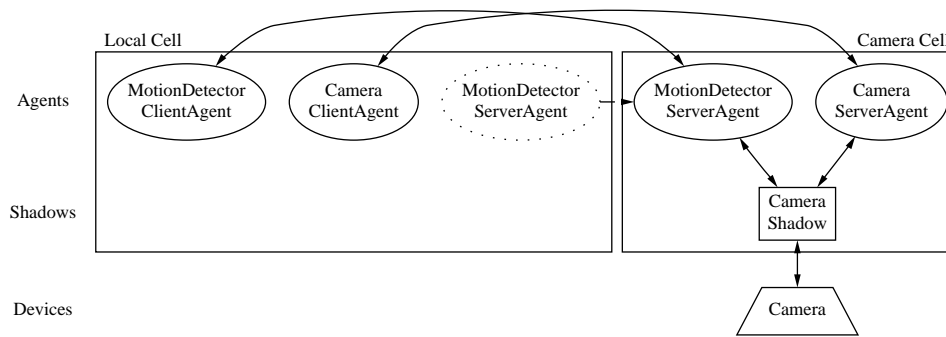 Local Cell
Camera Cell
Agents
MotionDetector
ClientAgent
Camera
ClientAgent
MotionDetector
ServerAgent
MotionDetector
ServerAgent
Camera
ServerAgent
Shadows
Camera
Shadow
Devices
Camera